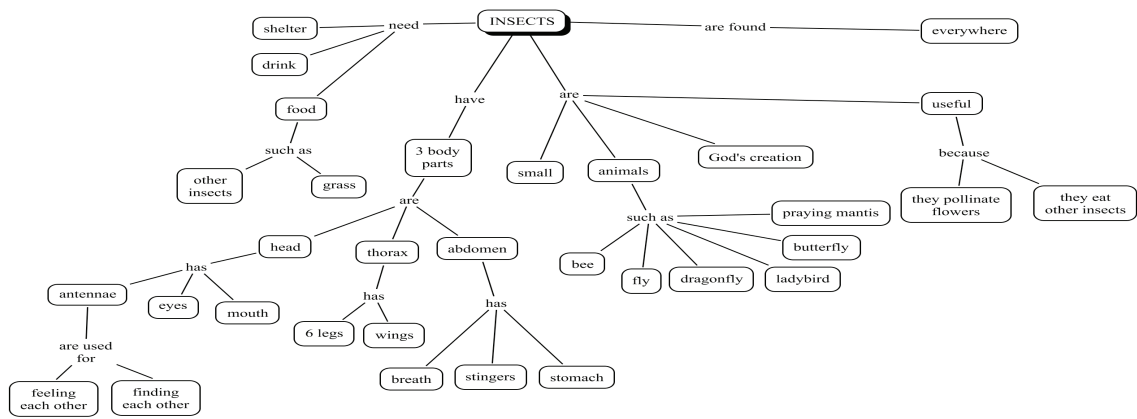 INSECTS
shelter
need
are found
everywhere
drink
food
have
are
useful
such as
3 body
parts
small
animals
God's creation
because
other
insects
grass
they pollinate
flowers
they eat
other insects
are
such as
praying mantis
head
thorax
abdomen
butterfly
bee
fly
dragonfly
ladybird
has
antennae
eyes
mouth
has
6 legs
wings
has
are used
for
breath
stingers
stomach
feeling
each other
finding
each other